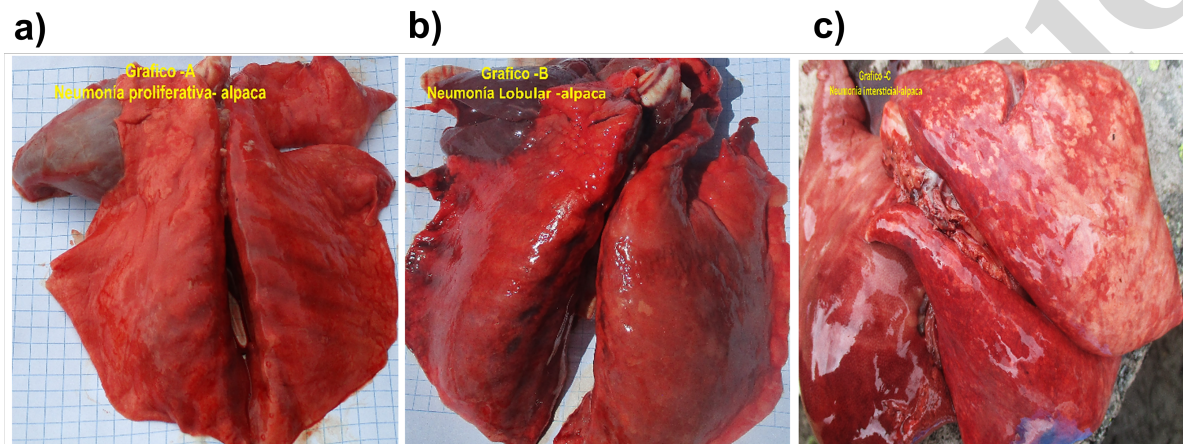 a)
b)
c)
Grafico -A
Neumonía proliferativa- alpaca
Grafico -B
Neumonía Lobular -alpaca
Grafico -C
Neumonía intersticial-alpaca